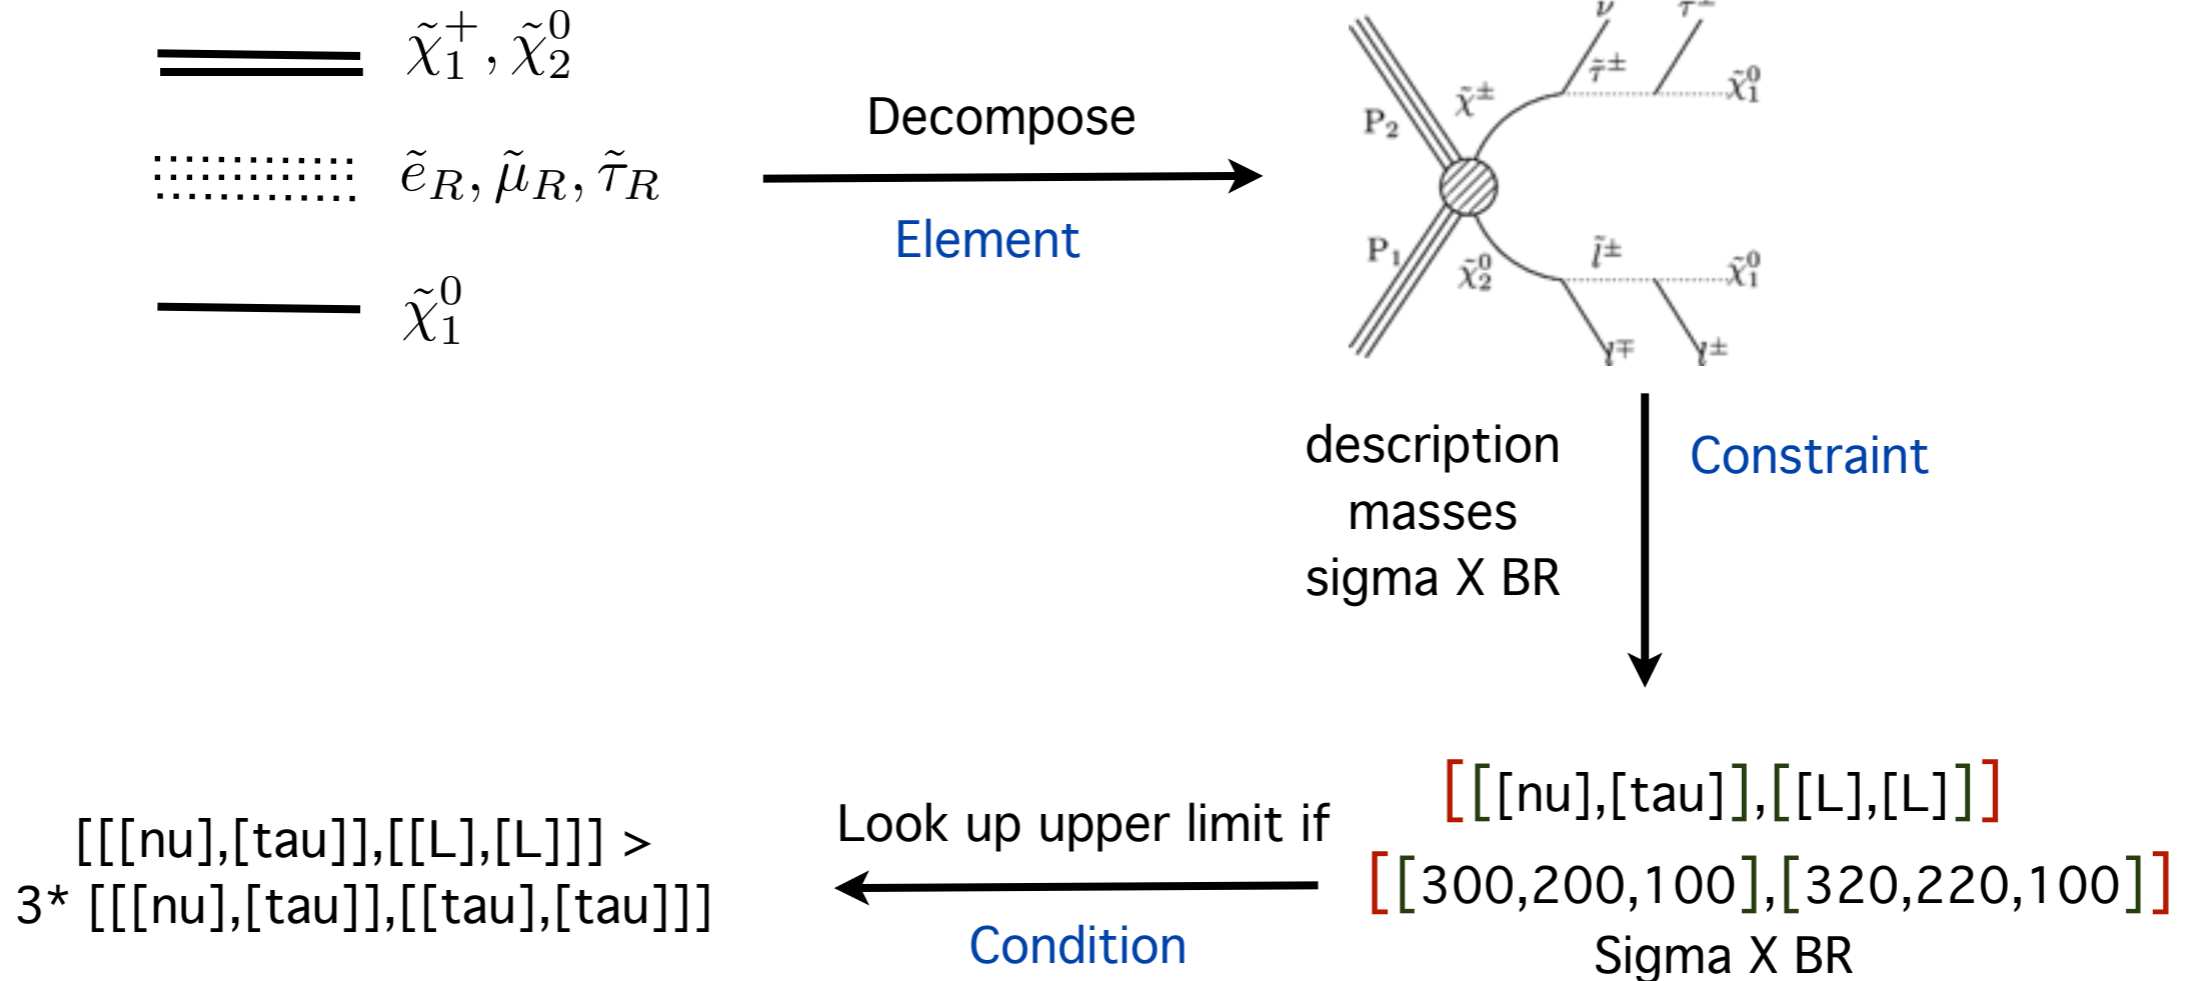 χ̃₁⁺, χ̃₂⁰
ẽ_R, μ̃_R, τ̃_R
χ̃₁⁰
Decompose
Element
ν τ±
τ̃±
χ̃₁⁰
χ̃±
P₂
P₁
χ̃₂⁰
l̃±
χ̃₁⁰
l∓ l±
description
masses
sigma X BR
Constraint
[[[nu],[tau]],[[L],[L]]]
[[300,200,100],[320,220,100]]
Sigma X BR
Look up upper limit if
Condition
[[[nu],[tau]],[[L],[L]]] >
3* [[[nu],[tau]],[[tau],[tau]]]